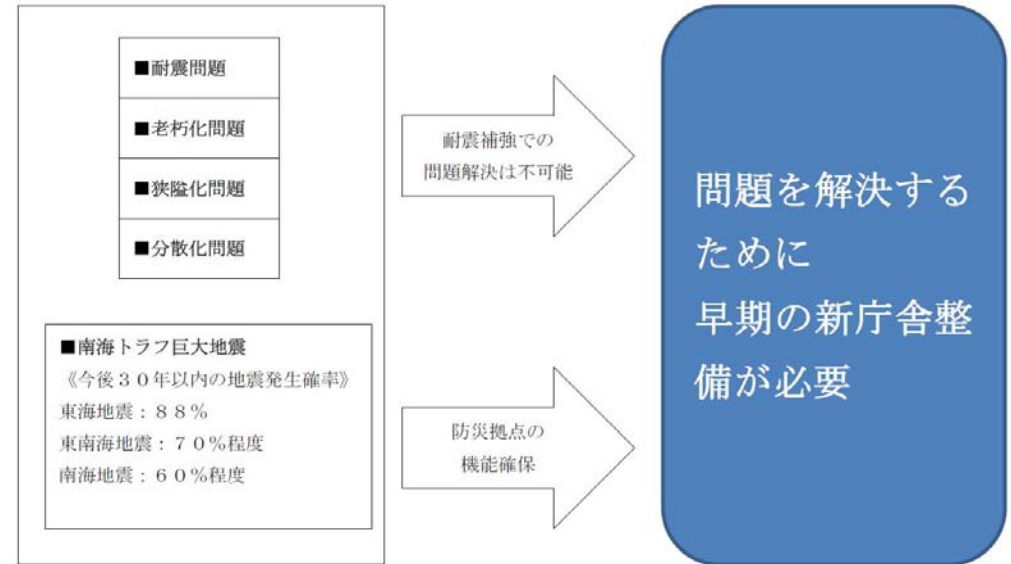 ■耐震問題
■老朽化問題
■狭隘化問題
■分散化問題
■南海トラフ巨大地震
《今後３０年以内の地震発生確率》
東海地震：８８%
東南海地震：７０%程度
南海地震：６０%程度
耐震補強での
問題解決は不可能
防災拠点の
機能確保
問題を解決する
ために
早期の新庁舎整
備が必要